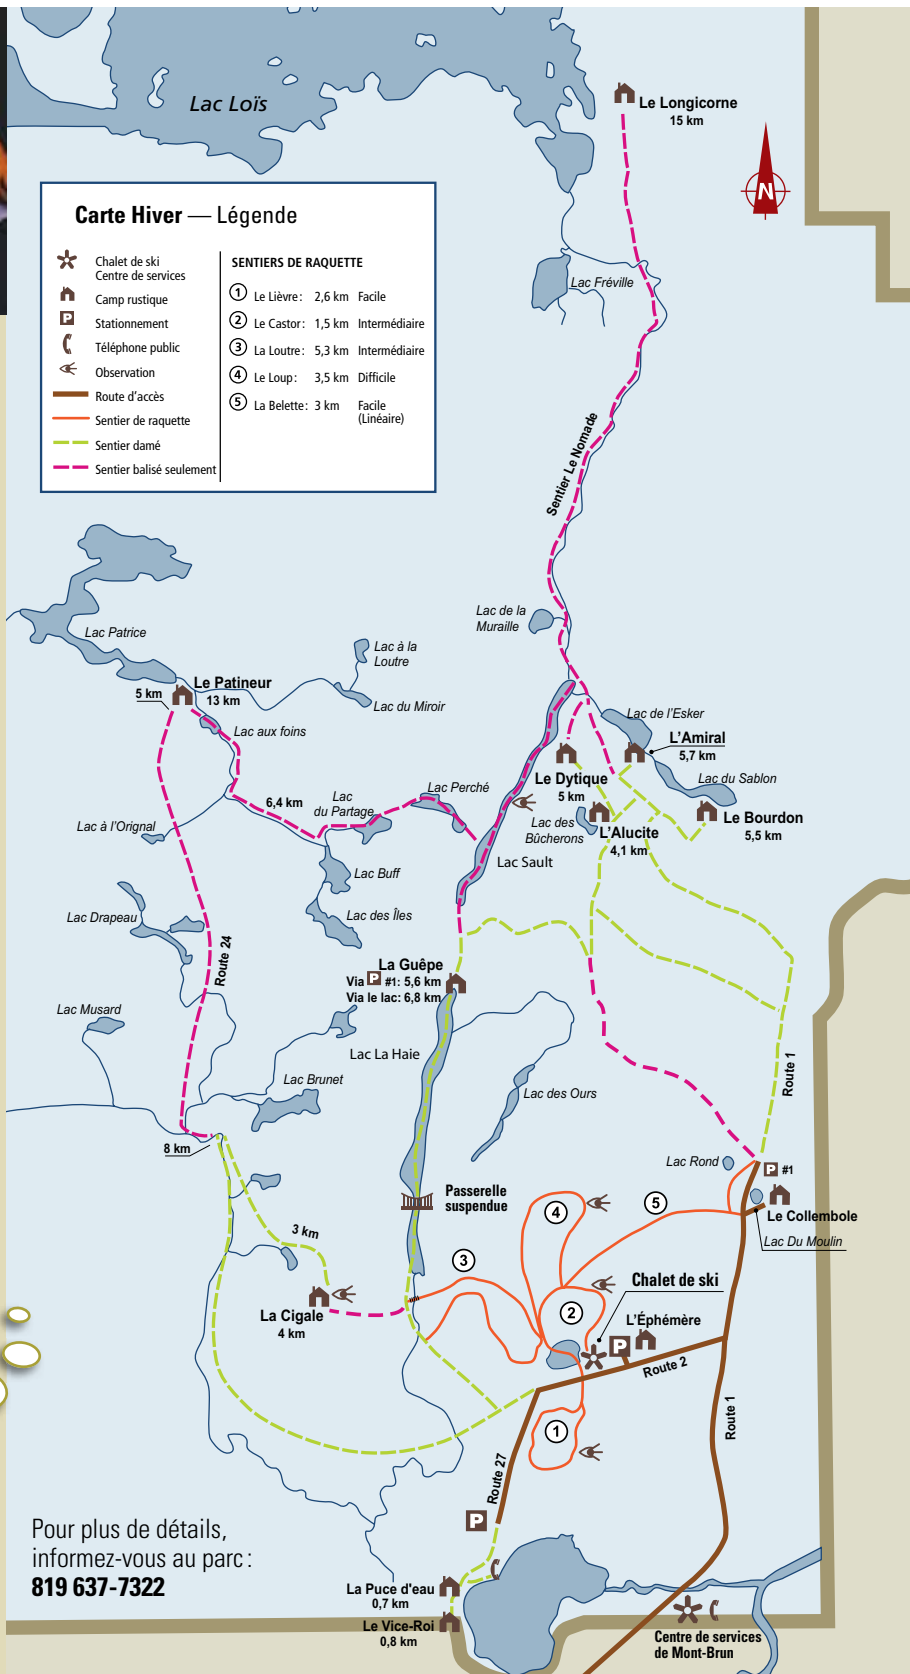 Lac Loïs
Le Longicorne
15 km
N
Carte Hiver — Légende
Chalet de ski
Centre de services
Camp rustique
P
Stationnement
Téléphone public
Observation
Route d'accès
Sentier de raquette
Sentier damé
Sentier balisé seulement
SENTIERS DE RAQUETTE
1 Le Lièvre: 2,6 km Facile
2 Le Castor: 1,5 km Intermédiaire
3 La Loutre: 5,3 km Intermédiaire
4 Le Loup: 3,5 km Difficile
5 La Belette: 3 km Facile
(Linéaire)
Lac Fréville
Sentier Le Nomade
Lac de la
Muraille
Lac Patrice
Lac à la
Loutre
Le Patineur
13 km
5 km
Lac du Miroir
Lac aux foins
Lac de l'Esker
L'Amiral
5,7 km
Lac du Sablon
Le Dytique
5 km
Le Bourdon
5,5 km
Lac des
Bûcherons
L'Alucite
4,1 km
6,4 km
Lac
du Partage
Lac Perché
Lac à l'Orignal
Lac Sault
Lac Buff
Lac des Îles
Lac Drapeau
Route 24
La Guêpe
Via P #1: 5,6 km
Via le lac: 6,8 km
Lac Musard
Lac La Haie
Lac Brunet
Lac des Ours
Route 1
8 km
Lac Rond
P #1
Le Collembole
Lac Du Moulin
Passerelle
suspendue
3 km
4
5
3
La Cigale
4 km
2
Chalet de ski
L'Éphémère
P
Route 2
Route 1
1
Route 27
P
Pour plus de détails,
informez-vous au parc:
819 637-7322
La Puce d'eau
0,7 km
Le Vice-Roi
0,8 km
Centre de services
de Mont-Brun